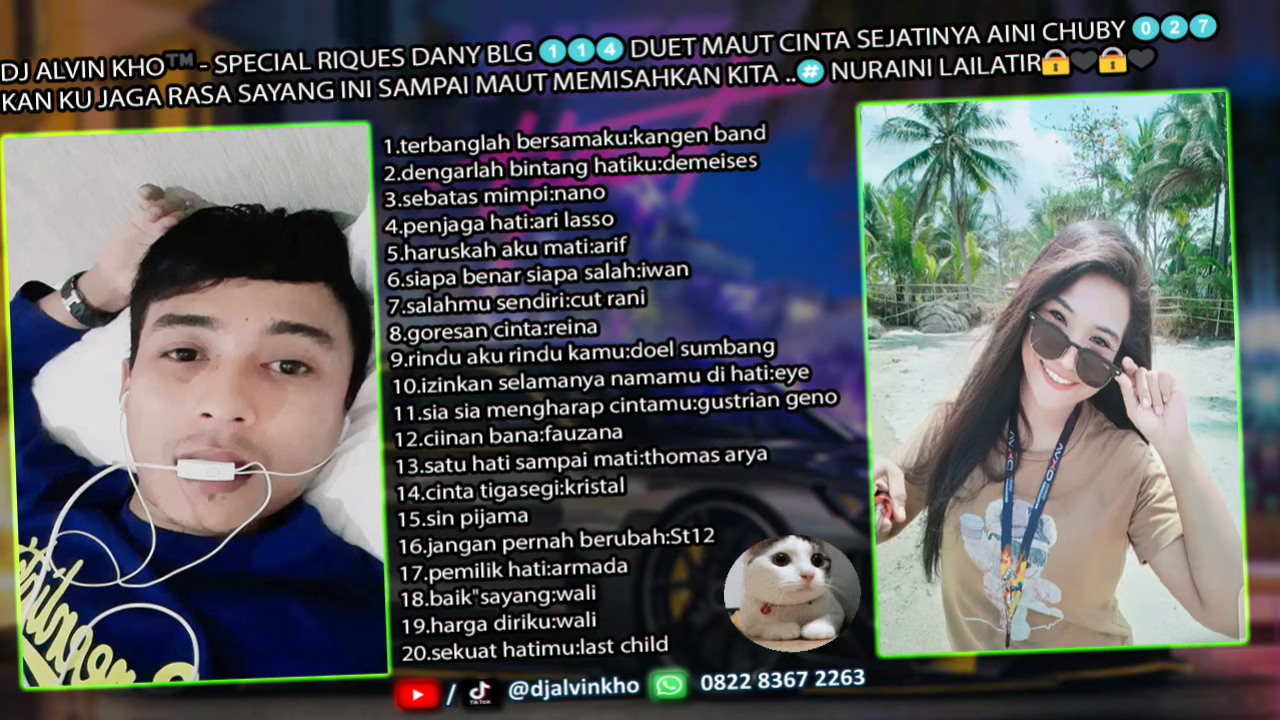 DJ ALVIN KHO™ - SPECIAL RIQUES DANY BLG 114 DUET MAUT CINTA SEJATINYA AINI CHUBY 027
KAN KU JAGA RASA SAYANG INI SAMPAI MAUT MEMISAHKAN KITA ..# NURAINI LAILATIR🔒🖤🔒🖤
1.terbanglah bersamaku:kangen band
2.dengarlah bintang hatiku:demeises
3.sebatas mimpi:nano
4.penjaga hati:ari lasso
5.haruskah aku mati:arif
6.siapa benar siapa salah:iwan
7.salahmu sendiri:cut rani
8.goresan cinta:reina
9.rindu aku rindu kamu:doel sumbang
10.izinkan selamanya namamu di hati:eye
11.sia sia mengharap cintamu:gustrian geno
12.ciinan bana:fauzana
13.satu hati sampai mati:thomas arya
14.cinta tigasegi:kristal
15.sin pijama
16.jangan pernah berubah:St12
17.pemilik hati:armada
18.baik"sayang:wali
19.harga diriku:wali
20.sekuat hatimu:last child
/ TikTok @djalvinkho 0822 8367 2263